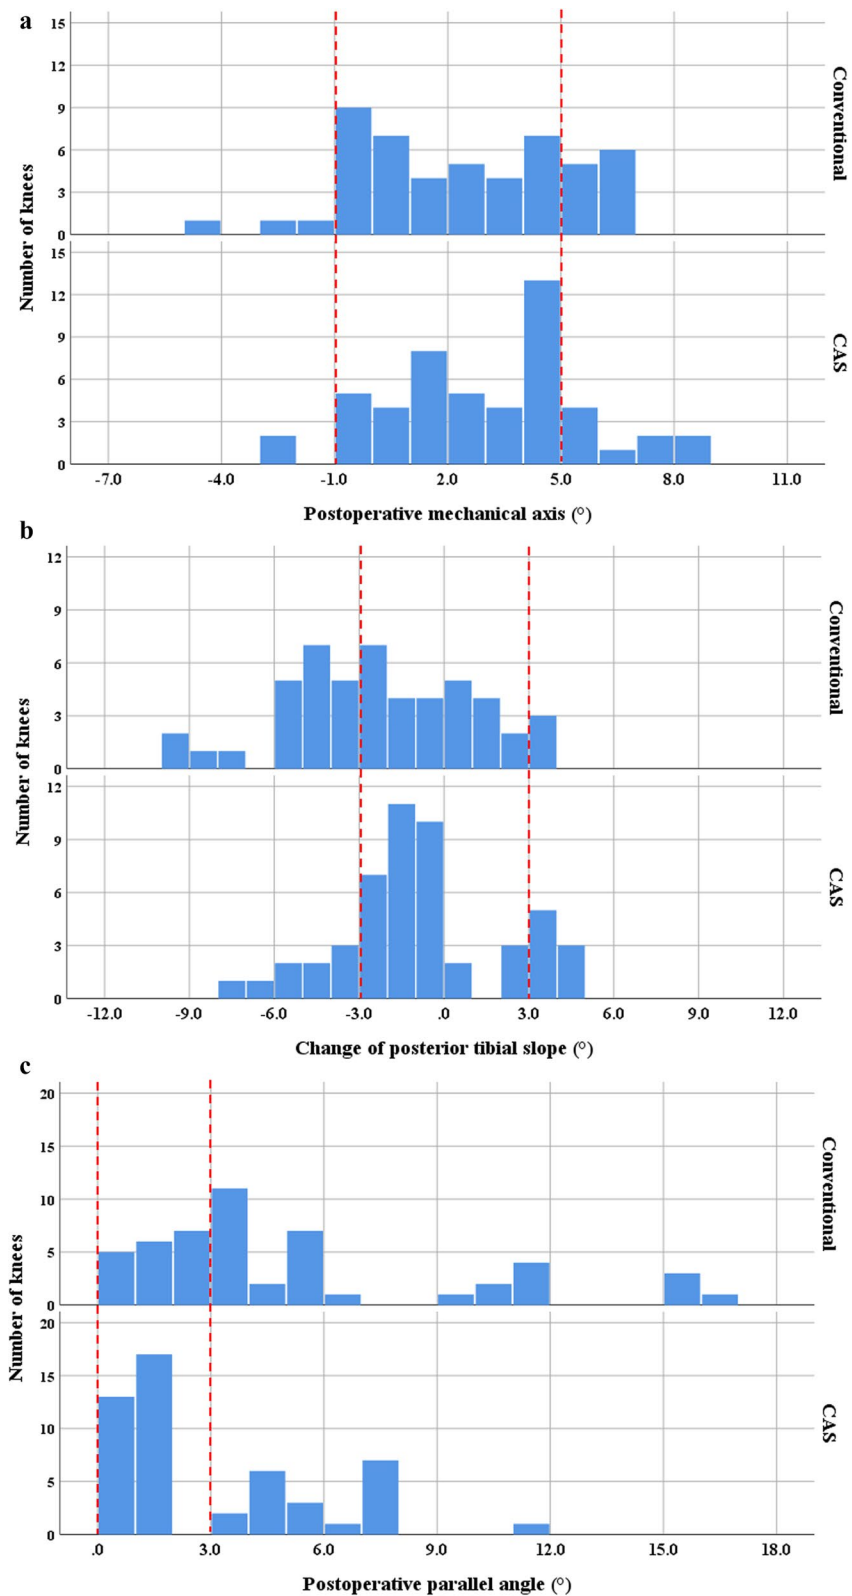 a
15
12
9
6
3
0
Conventional
15
12
9
6
3
0
CAS
Number of knees
-7.0 -4.0 -1.0 2.0 5.0 8.0 11.0
Postoperative mechanical axis (°)
b
12
9
6
3
0
Conventional
12
9
6
3
0
CAS
Number of knees
-12.0 -9.0 -6.0 -3.0 .0 3.0 6.0 9.0 12.0
Change of posterior tibial slope (°)
c
20
15
10
5
0
Conventional
20
15
10
5
0
CAS
Number of knees
.0 3.0 6.0 9.0 12.0 15.0 18.0
Postoperative parallel angle (°)